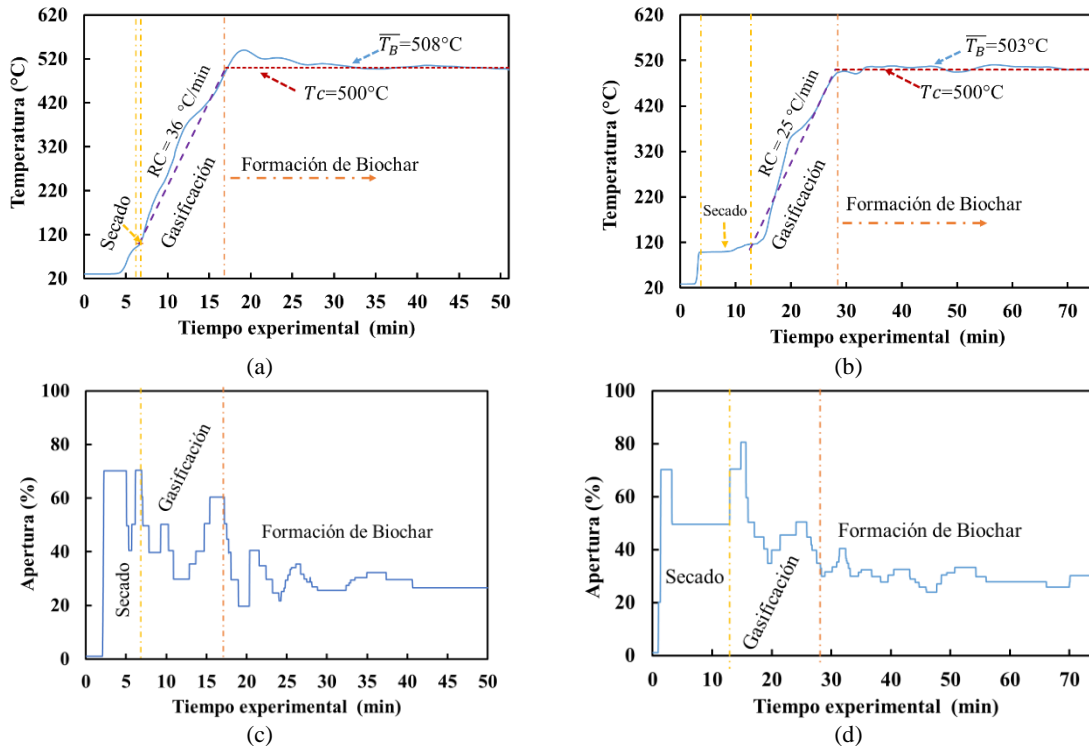 620
520
420
320
220
120
20
Temperatura (°C)
0 5 10 15 20 25 30 35 40 45 50
Tiempo experimental (min)
Secado
RC = 36 °C/min
Gasificación
T_B=508°C
Tc=500°C
Formación de Biochar
(a)
620
520
420
320
220
120
20
Temperatura (°C)
0 10 20 30 40 50 60 70
Tiempo experimental (min)
Secado
RC = 25 °C/min
Gasificación
T_B=503°C
Tc=500°C
Formación de Biochar
(b)
100
80
60
40
20
0
Apertura (%)
0 5 10 15 20 25 30 35 40 45 50
Tiempo experimental (min)
Secado
Gasificación
Formación de Biochar
(c)
100
80
60
40
20
0
Apertura (%)
0 10 20 30 40 50 60 70
Tiempo experimental (min)
Secado
Gasificación
Formación de Biochar
(d)